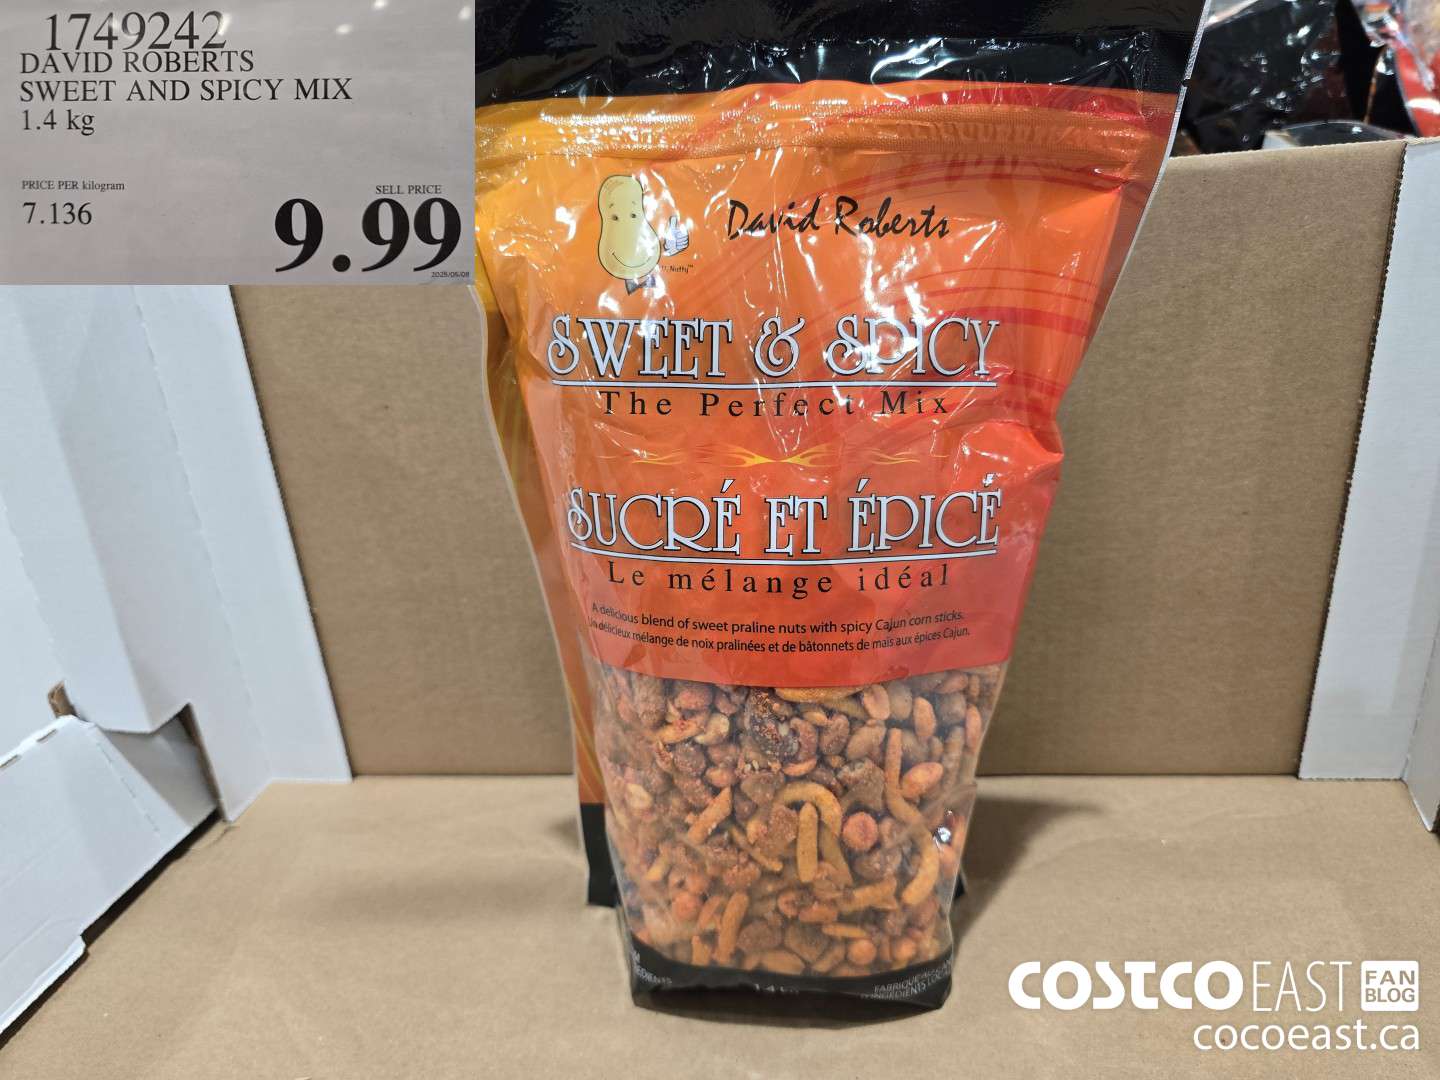 1749242
DAVID ROBERTS
SWEET AND SPICY MIX
1.4 kg
PRICE PER kilogram
7.136
SELL PRICE
9.99
David Roberts
Nutty™
SWEET & SPICY
The Perfect Mix
SUCRÉ ET ÉPICÉ
Le mélange idéal
A delicious blend of sweet praline nuts with spicy Cajun corn sticks.
Un délicieux mélange de noix pralinées et de bâtonnets de maïs aux épices Cajun.
COSTCO EAST FAN BLOG
cocoeast.ca